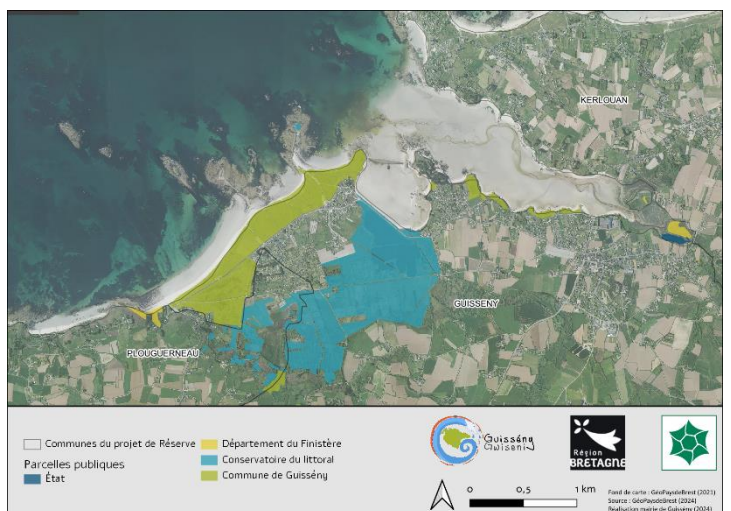 KERLOUAN
GUISSENY
PLOUGUERNEAU
Communes du projet de Réserve
Parcelles publiques
État
Département du Finistère
Conservatoire du littoral
Commune de Guissény
Guissény
Gwiseni
Région
BRETAGNE
0 0,5 1 km
Fond de carte : GéoPaysdeBrest (2021)
Source : GéoPaysdeBrest (2024)
Réalisation mairie de Guissény (2024)